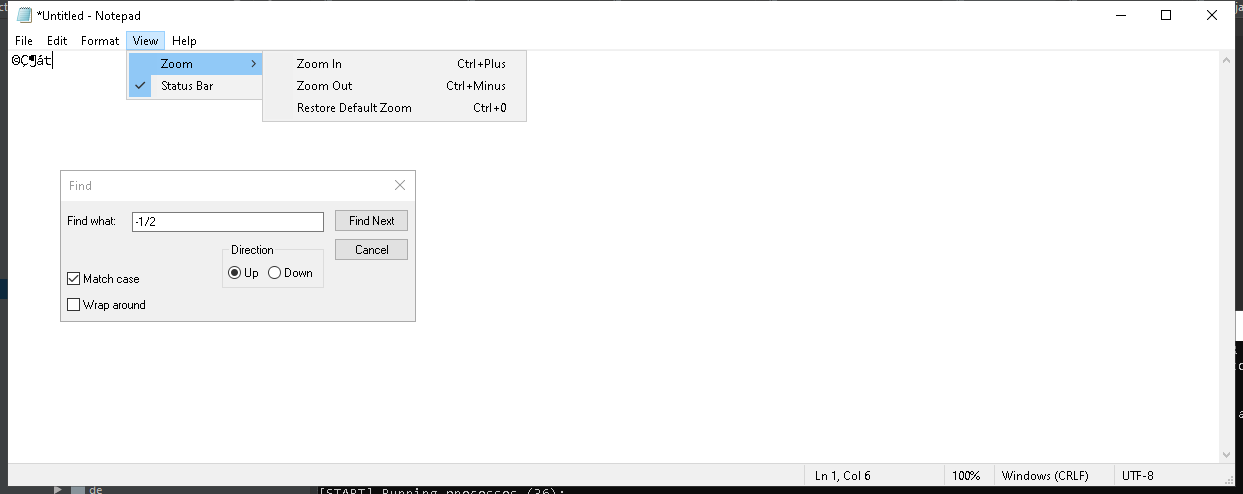 *Untitled - Notepad
File Edit Format View Help
©Ç¶át
Zoom
Status Bar
Zoom In Ctrl+Plus
Zoom Out Ctrl+Minus
Restore Default Zoom Ctrl+0
Find
Find what: -1/2 Find Next
Direction Cancel
Up Down
Match case
Wrap around
Ln 1, Col 6 100% Windows (CRLF) UTF-8
de
[START] Running processes (36):